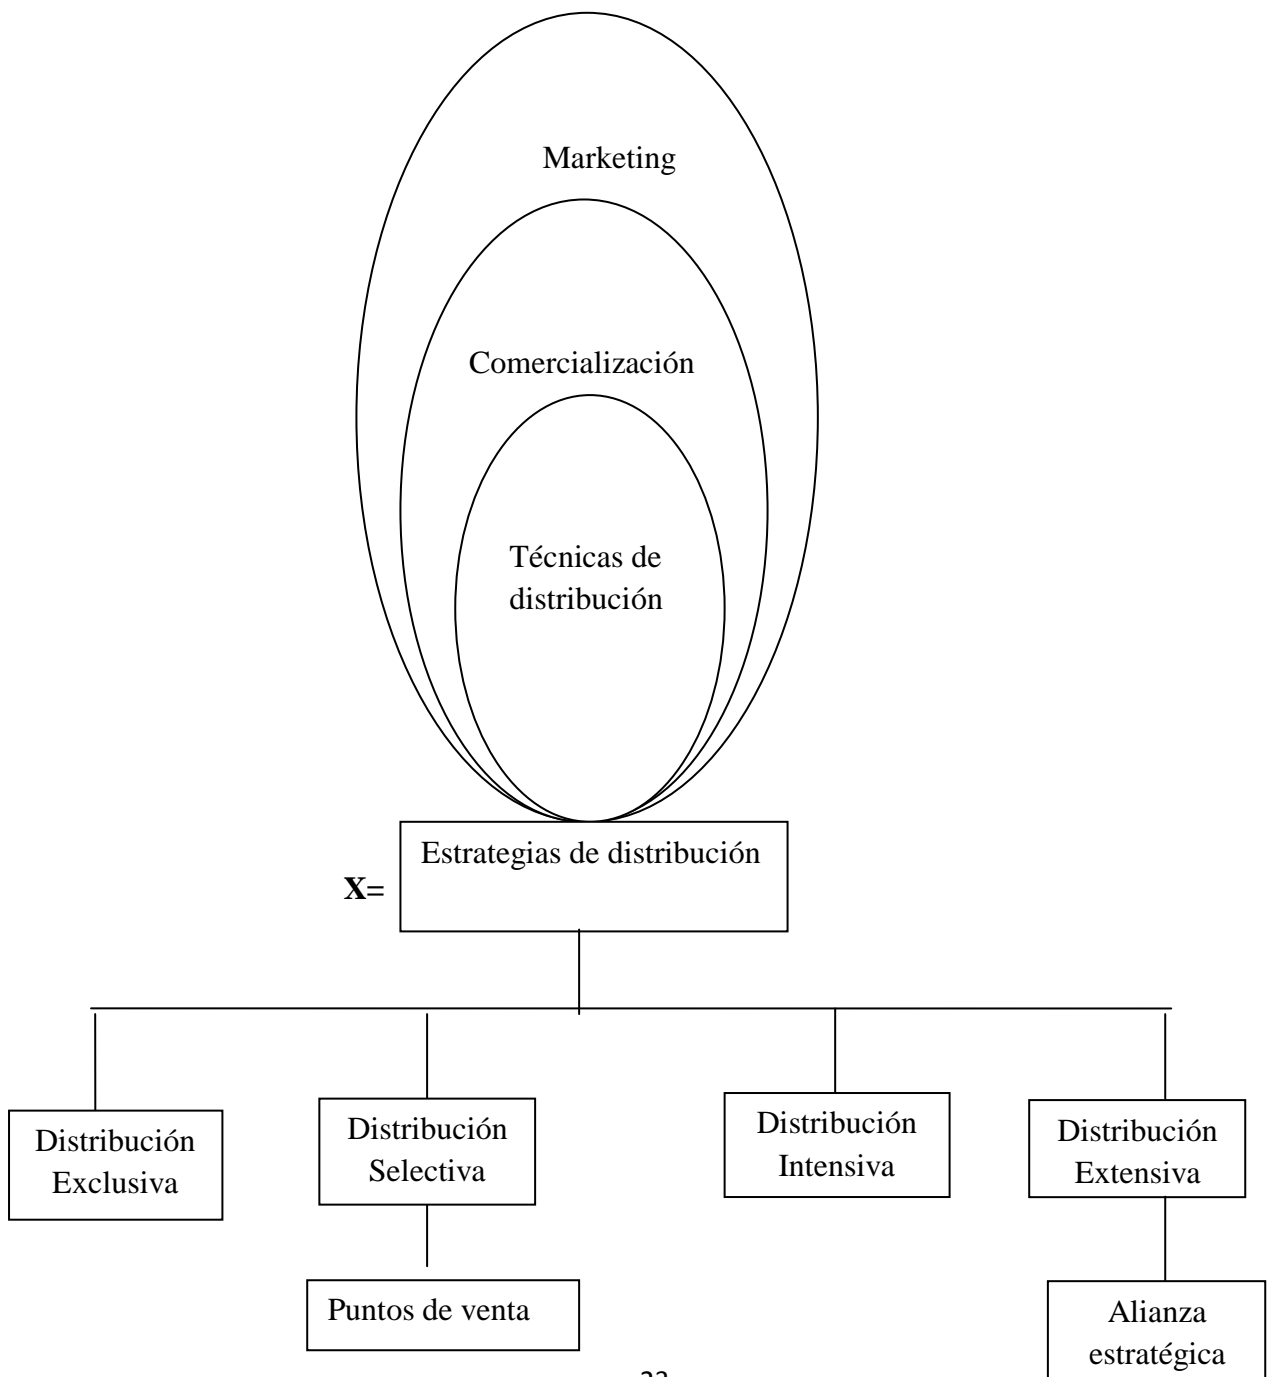 Marketing
Comercialización
Técnicas de
distribución
Estrategias de distribución
X=
Distribución
Exclusiva
Distribución
Selectiva
Distribución
Intensiva
Distribución
Extensiva
Puntos de venta
Alianza
estratégica